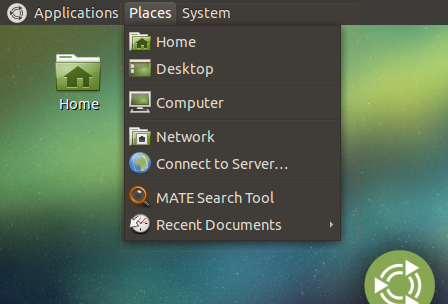 Applications Places System
Home
Desktop
Home
Computer
Network
Connect to Server...
MATE Search Tool
Recent Documents